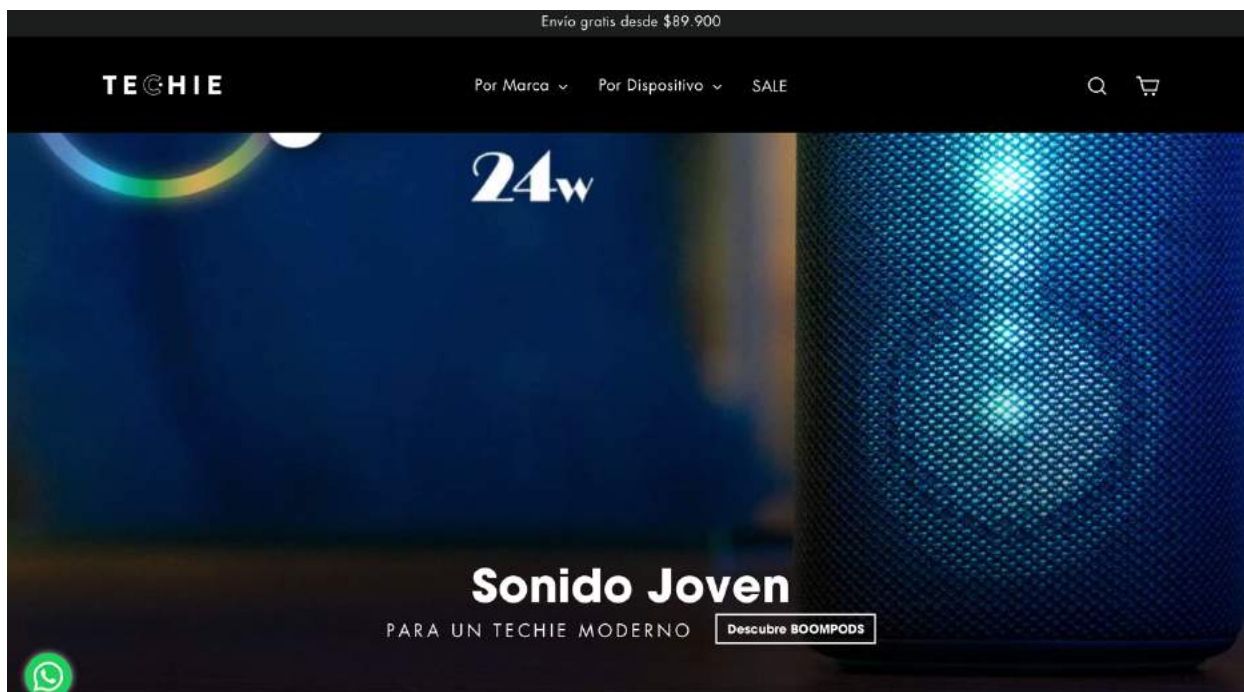 Envío gratis desde $89.900
TECHIE
Por Marca
Por Dispositivo
SALE
24w
Sonido Joven
PARA UN TECHIE MODERNO
Descubre BOOMPODS